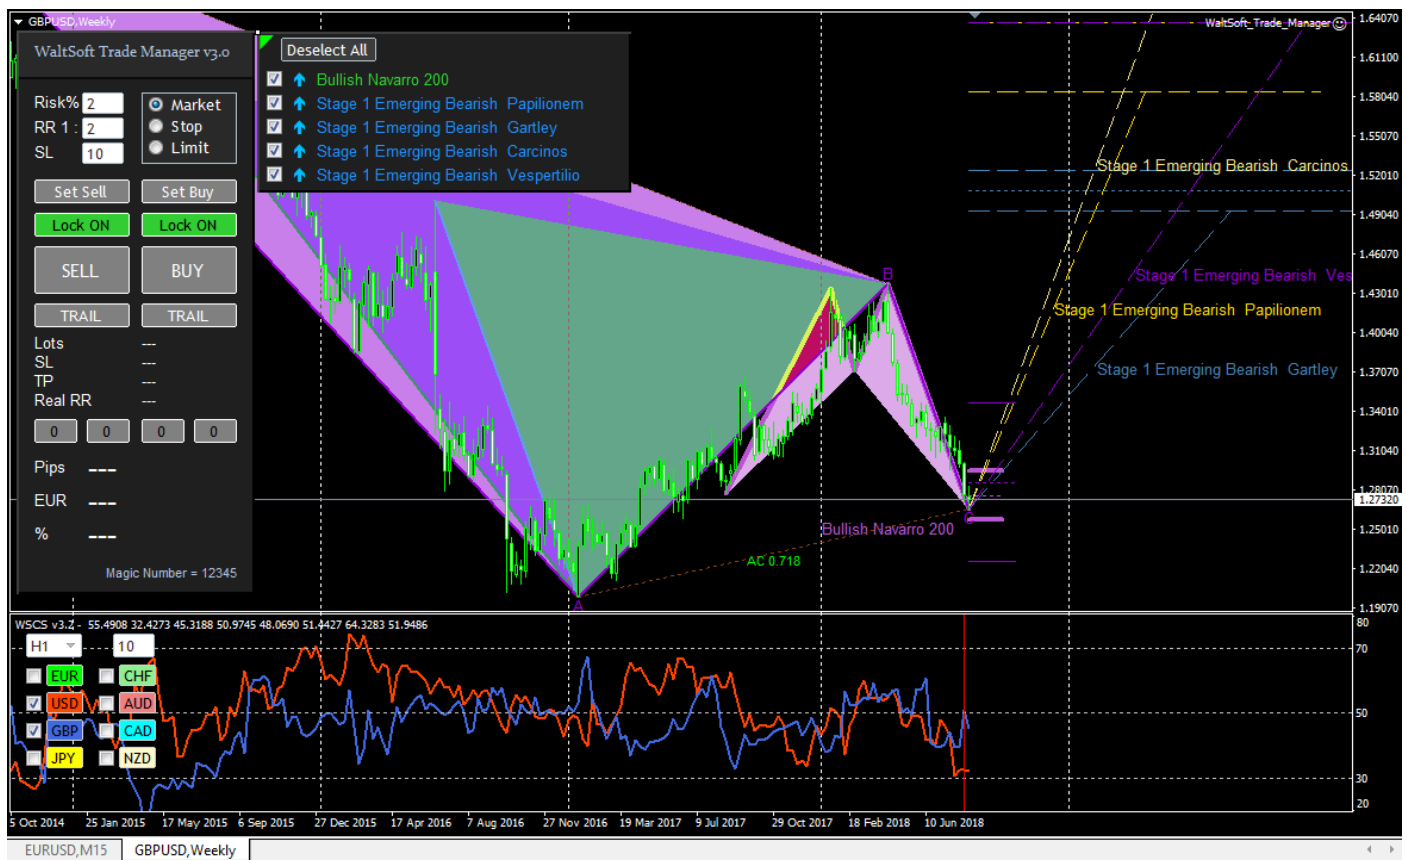 GBPUSD,Weekly
WaltSoft_Trade_Manager
WaltSoft Trade Manager v3.0
Risk% 2
RR 1 : 2
SL 10
Market
Stop
Limit
Set Sell Set Buy
Lock ON Lock ON
SELL BUY
TRAIL TRAIL
Lots ---
SL ---
TP ---
Real RR ---
0 0 0 0
Pips ---
EUR ---
% ---
Magic Number = 12345
Deselect All
Bullish Navarro 200
Stage 1 Emerging Bearish Papilionem
Stage 1 Emerging Bearish Gartley
Stage 1 Emerging Bearish Carcinos
Stage 1 Emerging Bearish Vespertilio
Stage 1 Emerging Bearish Carcinos
B
Stage 1 Emerging Bearish Ves
Stage 1 Emerging Bearish Papilionem
Stage 1 Emerging Bearish Gartley
C
Bullish Navarro 200
AC 0.718
A
1.64070
1.61100
1.58040
1.55070
1.52010
1.49040
1.46070
1.43010
1.40040
1.37070
1.34010
1.31040
1.28070
1.27320
1.25010
1.22040
1.19070
WSCS v3.2 - 55.4908 32.4273 45.3188 50.9745 48.0690 51.4427 64.3283 51.9486
H1 10
EUR CHF
USD AUD
GBP CAD
JPY NZD
80
70
50
30
20
5 Oct 2014 25 Jan 2015 17 May 2015 6 Sep 2015 27 Dec 2015 17 Apr 2016 7 Aug 2016 27 Nov 2016 19 Mar 2017 9 Jul 2017 29 Oct 2017 18 Feb 2018 10 Jun 2018
EURUSD,M15 GBPUSD,Weekly